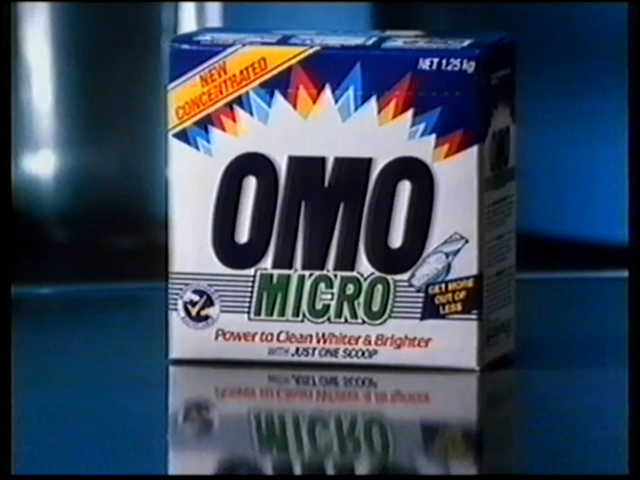 NEW
CONCENTRATED
NET 1.25 kg
OMO
MICRO
GET MORE
OUT OF
LESS
Power to Clean Whiter & Brighter
WITH JUST ONE SCOOP